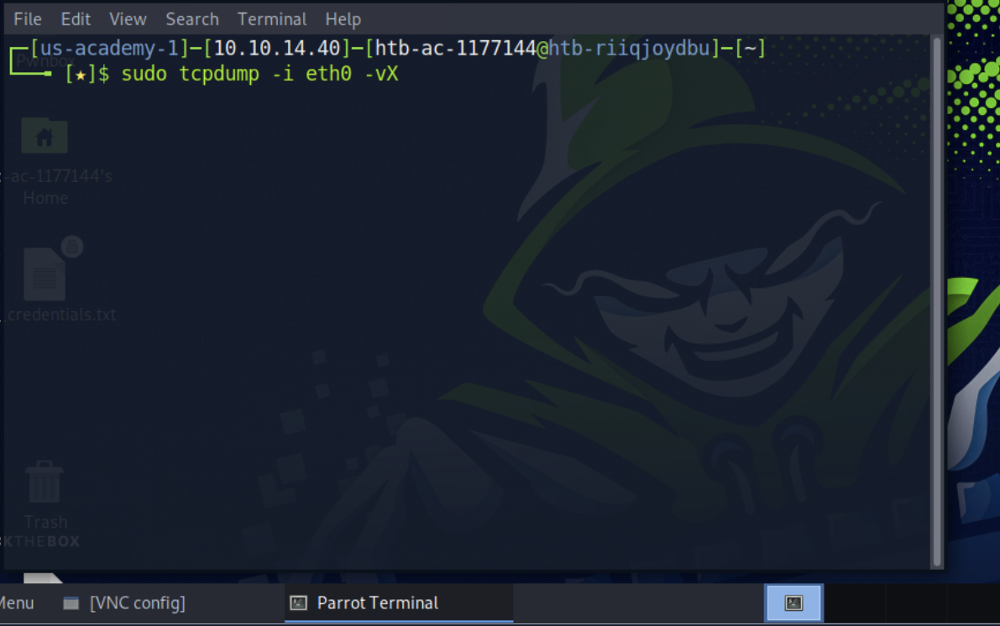 File Edit View Search Terminal Help
┌─[us-academy-1]─[10.10.14.40]─[htb-ac-1177144@htb-riiqjoydbu]─[~]
Pwnbox
└──╼ [★]$ sudo tcpdump -i eth0 -vX
-ac-1177144's
Home
credentials.txt
Trash
KTHEBOX
Menu [VNC config] Parrot Terminal